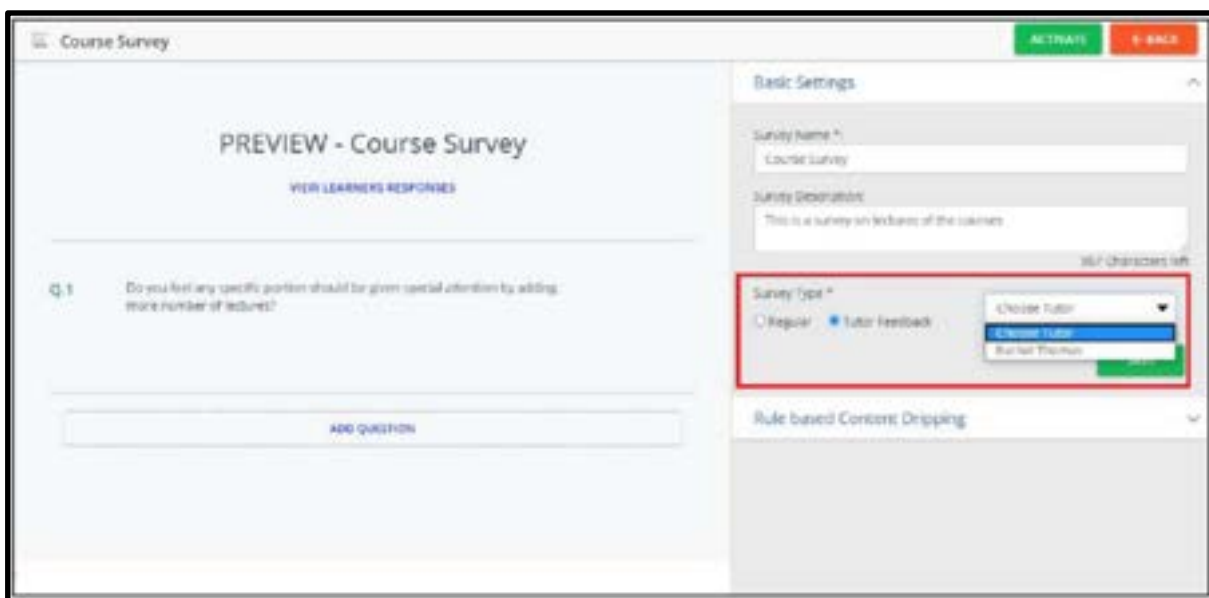 Course Survey
ACTIVATE
BACK
PREVIEW - Course Survey
VIEW LEARNERS RESPONSES
Q.1 Do you feel any specific portion should be given special attention by adding
more number of lectures?
ADD QUESTION
Basic Settings
Survey Name *:
Course Survey
Survey Description:
This is a survey on lectures of the courses
Characters left
Survey Type *
Regular Tutor Feedback
Choose Tutor
Choose Tutor
Thomas
Rule based Content Dripping